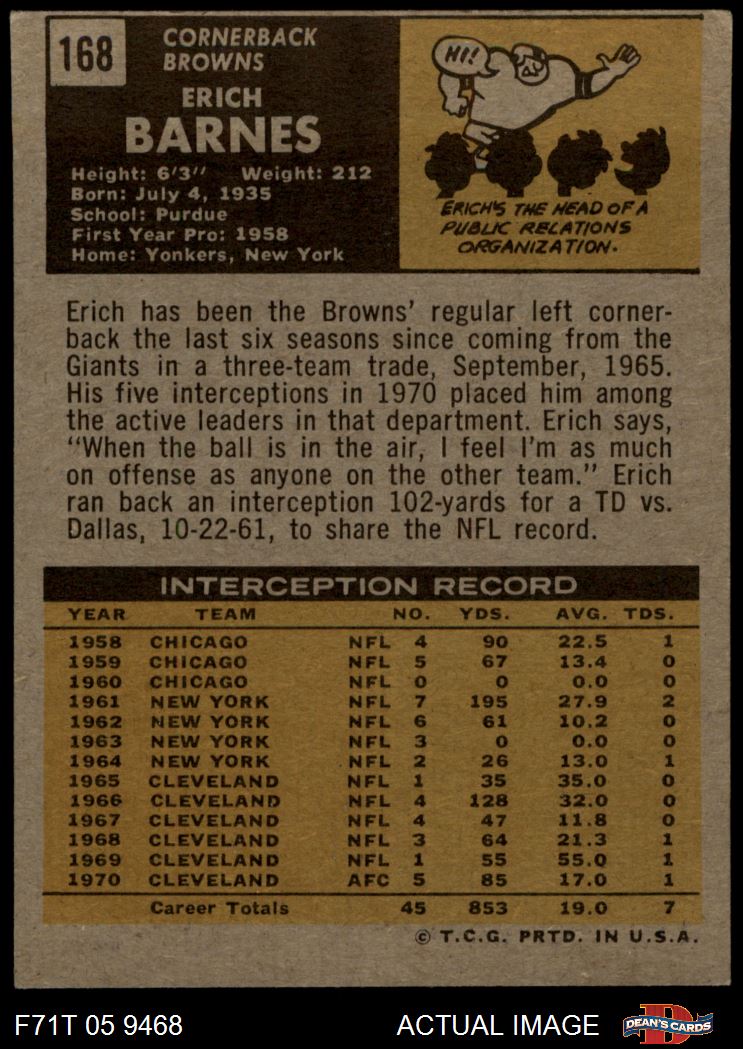 168
CORNERBACK
BROWNS
ERICH
BARNES
Height: 6'3" Weight: 212
Born: July 4, 1935
School: Purdue
First Year Pro: 1958
Home: Yonkers, New York
HI!
ERICH'S THE HEAD OF A
PUBLIC RELATIONS
ORGANIZATION.
Erich has been the Browns' regular left corner-
back the last six seasons since coming from the
Giants in a three-team trade, September, 1965.
His five interceptions in 1970 placed him among
the active leaders in that department. Erich says,
"When the ball is in the air, I feel I'm as much
on offense as anyone on the other team." Erich
ran back an interception 102-yards for a TD vs.
Dallas, 10-22-61, to share the NFL record.
INTERCEPTION RECORD
YEAR TEAM NO. YDS. AVG. TDS.
1958 CHICAGO NFL 4 90 22.5 1
1959 CHICAGO NFL 5 67 13.4 0
1960 CHICAGO NFL 0 0 0.0 0
1961 NEW YORK NFL 7 195 27.9 2
1962 NEW YORK NFL 6 61 10.2 0
1963 NEW YORK NFL 3 0 0.0 0
1964 NEW YORK NFL 2 26 13.0 1
1965 CLEVELAND NFL 1 35 35.0 0
1966 CLEVELAND NFL 4 128 32.0 0
1967 CLEVELAND NFL 4 47 11.8 0
1968 CLEVELAND NFL 3 64 21.3 1
1969 CLEVELAND NFL 1 55 55.0 1
1970 CLEVELAND AFC 5 85 17.0 1
Career Totals 45 853 19.0 7
© T.C.G. PRTD. IN U.S.A.
F71T 05 9468 ACTUAL IMAGE
D
DEAN'S CARDS